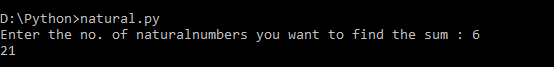 D:\Python>natural.py
Enter the no. of naturalnumbers you want to find the sum : 6
21